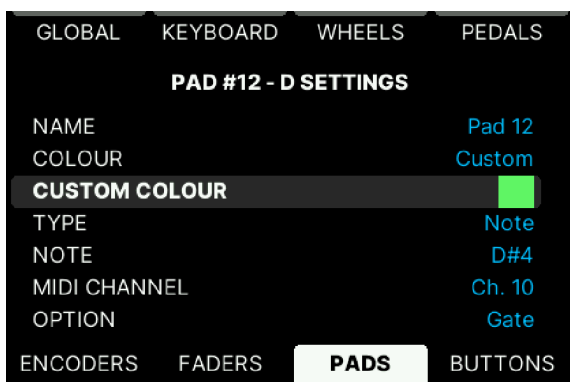 GLOBAL KEYBOARD WHEELS PEDALS
PAD #12 - D SETTINGS
NAME Pad 12
COLOUR Custom
CUSTOM COLOUR
TYPE Note
NOTE D#4
MIDI CHANNEL Ch. 10
OPTION Gate
ENCODERS FADERS PADS BUTTONS